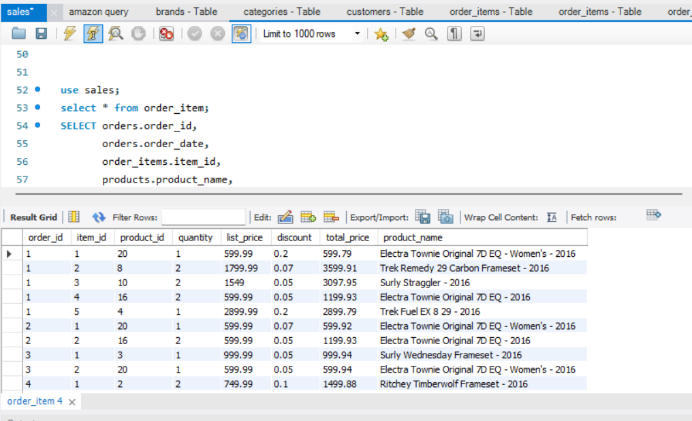 sales* amazon query brands - Table categories - Table customers - Table order_items - Table order_items - Table order_
Limit to 1000 rows
50
51
52 use sales;
53 select * from order_item;
54 SELECT orders.order_id,
55 orders.order_date,
56 order_items.item_id,
57 products.product_name,
Result Grid Filter Rows: Edit: Export/Import: Wrap Cell Content: Fetch rows:
order_id item_id product_id quantity list_price discount total_price product_name
1 1 20 1 599.99 0.2 599.79 Electra Townie Original 7D EQ - Women's - 2016
1 2 8 2 1799.99 0.07 3599.91 Trek Remedy 29 Carbon Frameset - 2016
1 3 10 2 1549 0.05 3097.95 Surly Straggler - 2016
1 4 16 2 599.99 0.05 1199.93 Electra Townie Original 7D EQ - 2016
1 5 4 1 2899.99 0.2 2899.79 Trek Fuel EX 8 29 - 2016
2 1 20 1 599.99 0.07 599.92 Electra Townie Original 7D EQ - Women's - 2016
2 2 16 2 599.99 0.05 1199.93 Electra Townie Original 7D EQ - 2016
3 1 3 1 999.99 0.05 999.94 Surly Wednesday Frameset - 2016
3 2 20 1 599.99 0.05 599.94 Electra Townie Original 7D EQ - Women's - 2016
4 1 2 2 749.99 0.1 1499.88 Ritchey Timberwolf Frameset - 2016
order_item 4